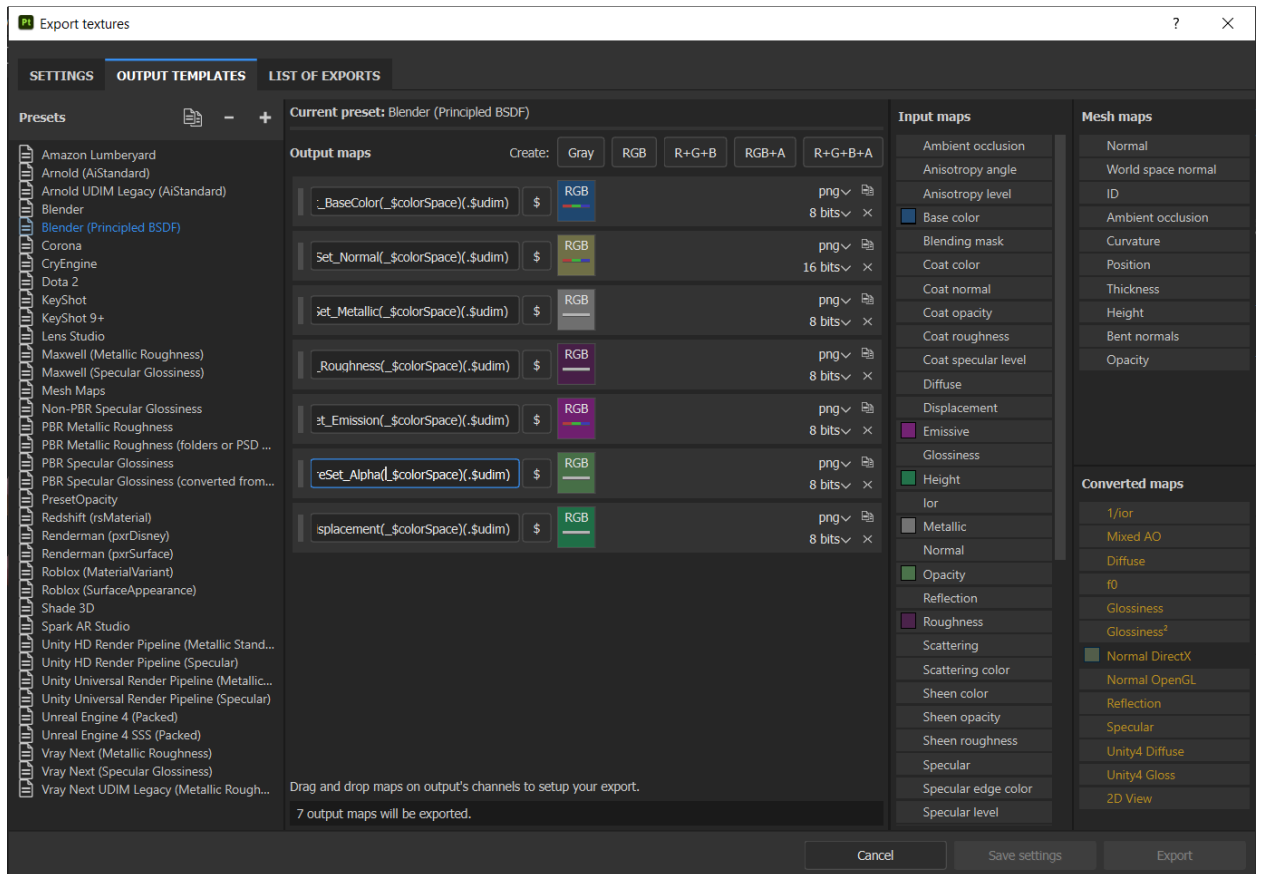 Pt Export textures ? ×
SETTINGS OUTPUT TEMPLATES LIST OF EXPORTS
Presets − +
Amazon Lumberyard
Arnold (AiStandard)
Arnold UDIM Legacy (AiStandard)
Blender
Blender (Principled BSDF)
Corona
CryEngine
Dota 2
KeyShot
KeyShot 9+
Lens Studio
Maxwell (Metallic Roughness)
Maxwell (Specular Glossiness)
Mesh Maps
Non-PBR Specular Glossiness
PBR Metallic Roughness
PBR Metallic Roughness (folders or PSD ...
PBR Specular Glossiness
PBR Specular Glossiness (converted from...
PresetOpacity
Redshift (rsMaterial)
Renderman (pxrDisney)
Renderman (pxrSurface)
Roblox (MaterialVariant)
Roblox (SurfaceAppearance)
Shade 3D
Spark AR Studio
Unity HD Render Pipeline (Metallic Stand...
Unity HD Render Pipeline (Specular)
Unity Universal Render Pipeline (Metallic...
Unity Universal Render Pipeline (Specular)
Unreal Engine 4 (Packed)
Unreal Engine 4 SSS (Packed)
Vray Next (Metallic Roughness)
Vray Next (Specular Glossiness)
Vray Next UDIM Legacy (Metallic Rough...
Current preset: Blender (Principled BSDF)
Output maps Create: Gray RGB R+G+B RGB+A R+G+B+A
_BaseColor(_$colorSpace)(.$udim) $ RGB png
8 bits ×
Set_Normal(_$colorSpace)(.$udim) $ RGB png
16 bits ×
Set_Metallic(_$colorSpace)(.$udim) $ RGB png
8 bits ×
_Roughness(_$colorSpace)(.$udim) $ RGB png
8 bits ×
et_Emission(_$colorSpace)(.$udim) $ RGB png
8 bits ×
reSet_Alpha(_$colorSpace)(.$udim) $ RGB png
8 bits ×
isplacement(_$colorSpace)(.$udim) $ RGB png
8 bits ×
Drag and drop maps on output's channels to setup your export.
7 output maps will be exported.
Input maps
Ambient occlusion
Anisotropy angle
Anisotropy level
Base color
Blending mask
Coat color
Coat normal
Coat opacity
Coat roughness
Coat specular level
Diffuse
Displacement
Emissive
Glossiness
Height
Ior
Metallic
Normal
Opacity
Reflection
Roughness
Scattering
Scattering color
Sheen color
Sheen opacity
Sheen roughness
Specular
Specular edge color
Specular level
Mesh maps
Normal
World space normal
ID
Ambient occlusion
Curvature
Position
Thickness
Height
Bent normals
Opacity
Converted maps
1/ior
Mixed AO
Diffuse
f0
Glossiness
Glossiness²
Normal DirectX
Normal OpenGL
Reflection
Specular
Unity4 Diffuse
Unity4 Gloss
2D View
Cancel Save settings Export